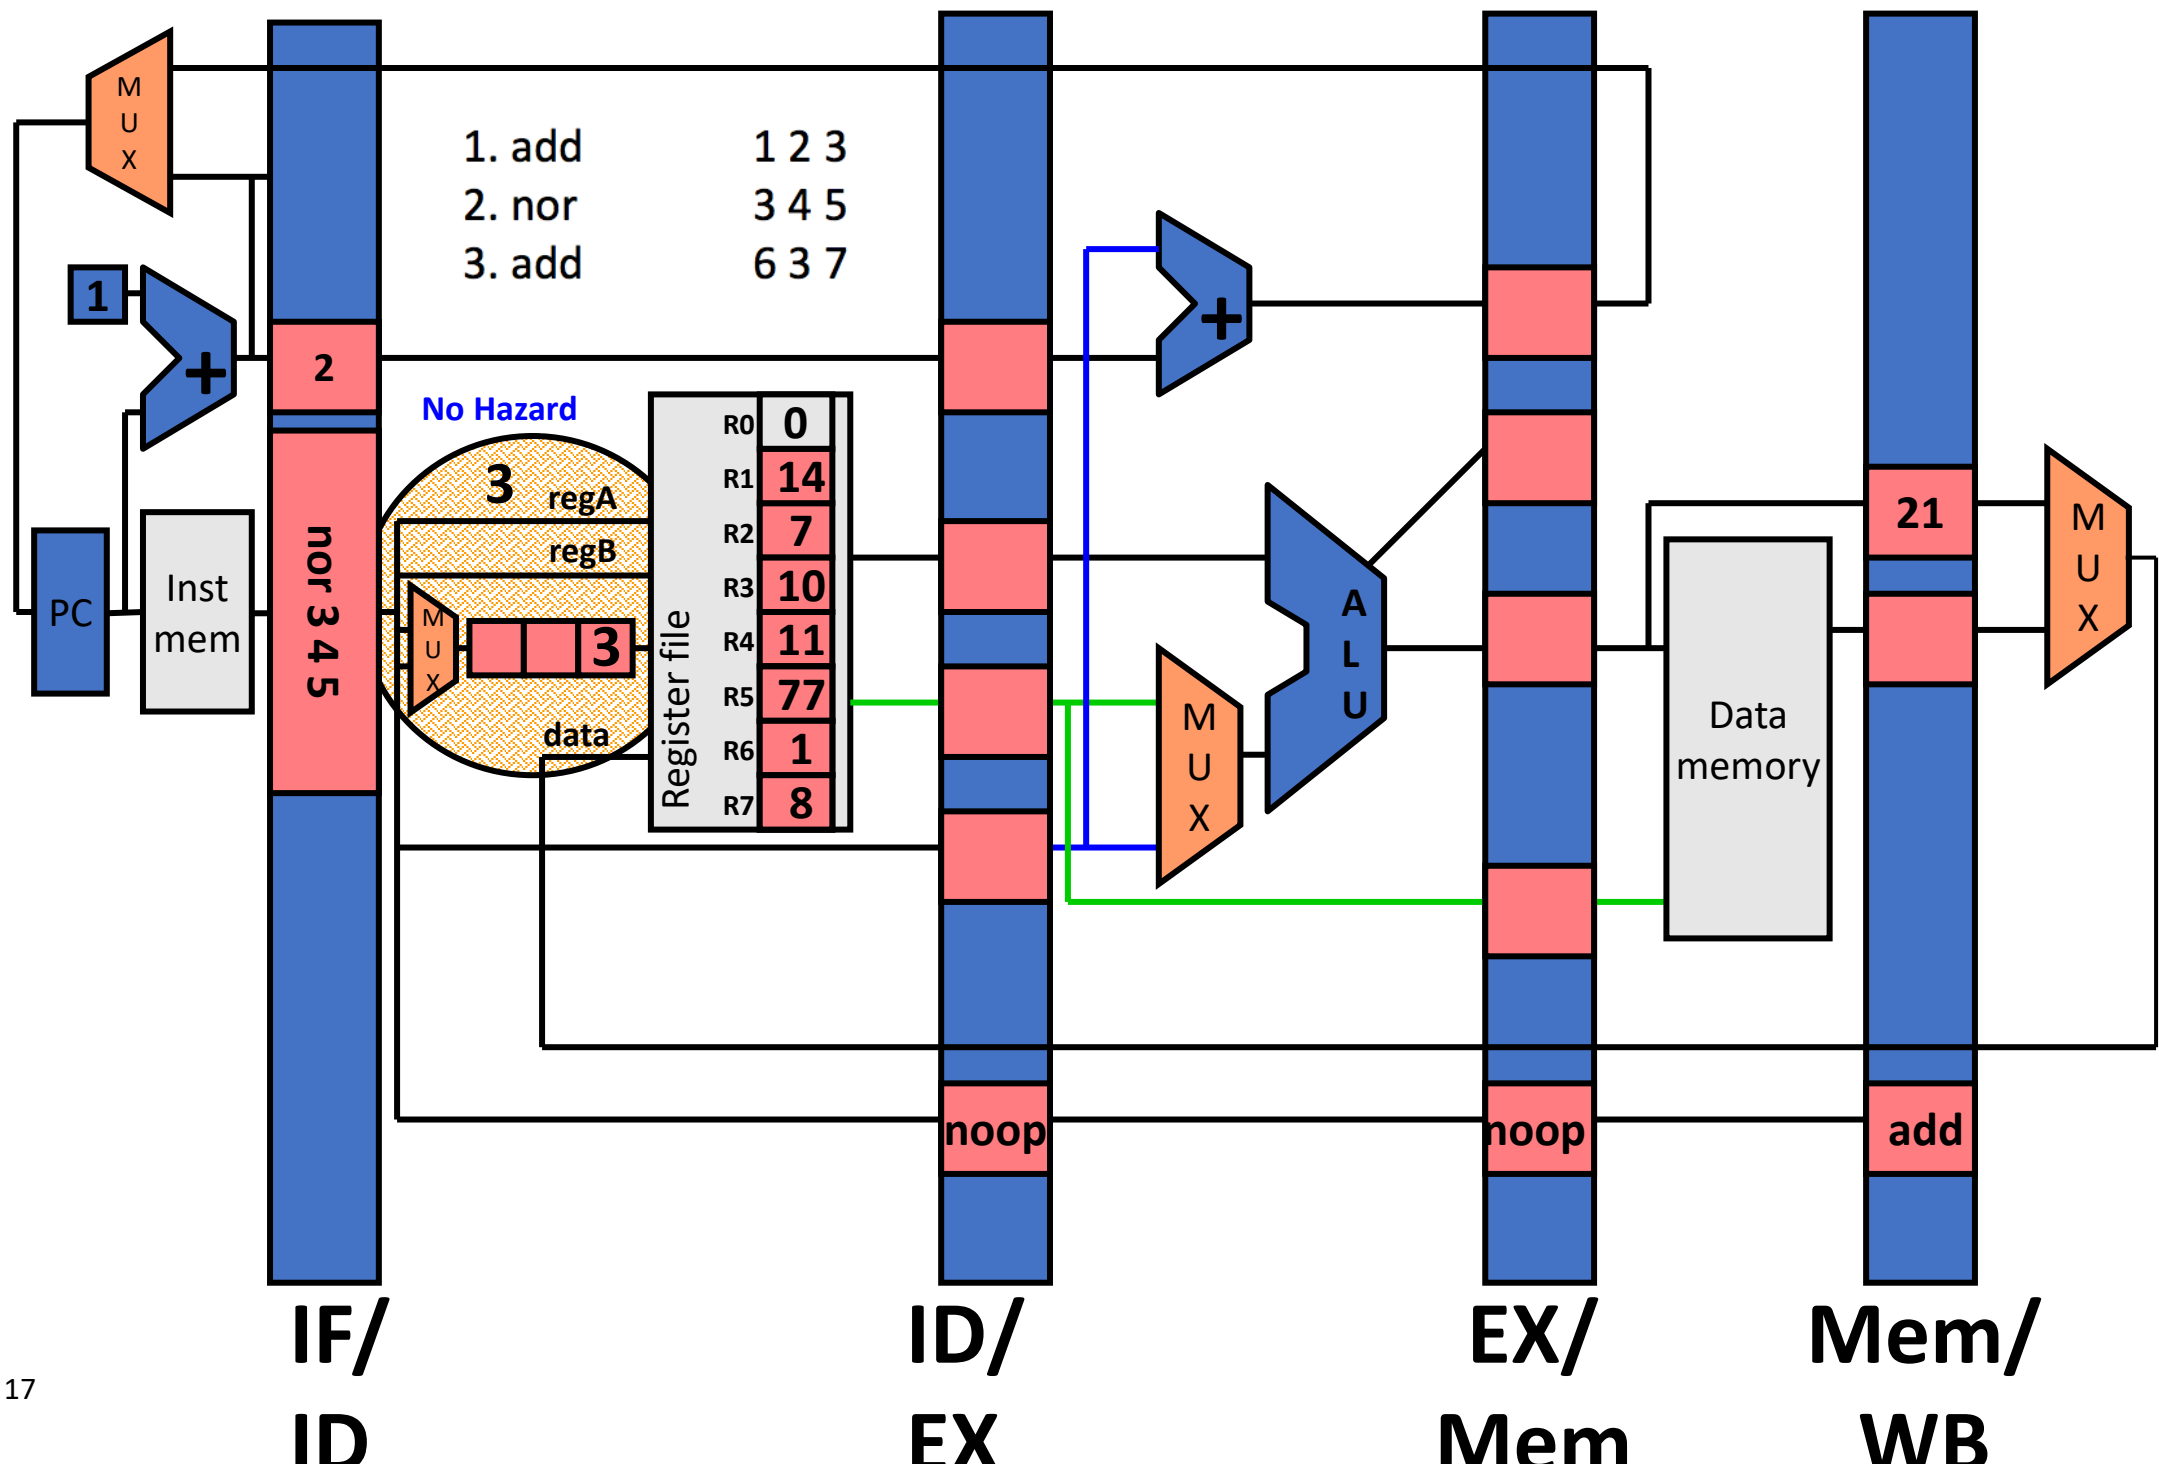 M
U
X
1. add 1 2 3
2. nor 3 4 5
3. add 6 3 7
1
+
+
2
No Hazard
R0 0
3
regA
R1 14
21
M
U
X
nor 3 4 5
regB
R2 7
PC
Inst
mem
R3 10
A
L
U
M
U
X
3
Register file
R4 11
R5 77
M
U
X
Data
memory
data
R6 1
R7 8
noop
noop
add
IF/
ID
ID/
EX
EX/
Mem
Mem/
WB
17